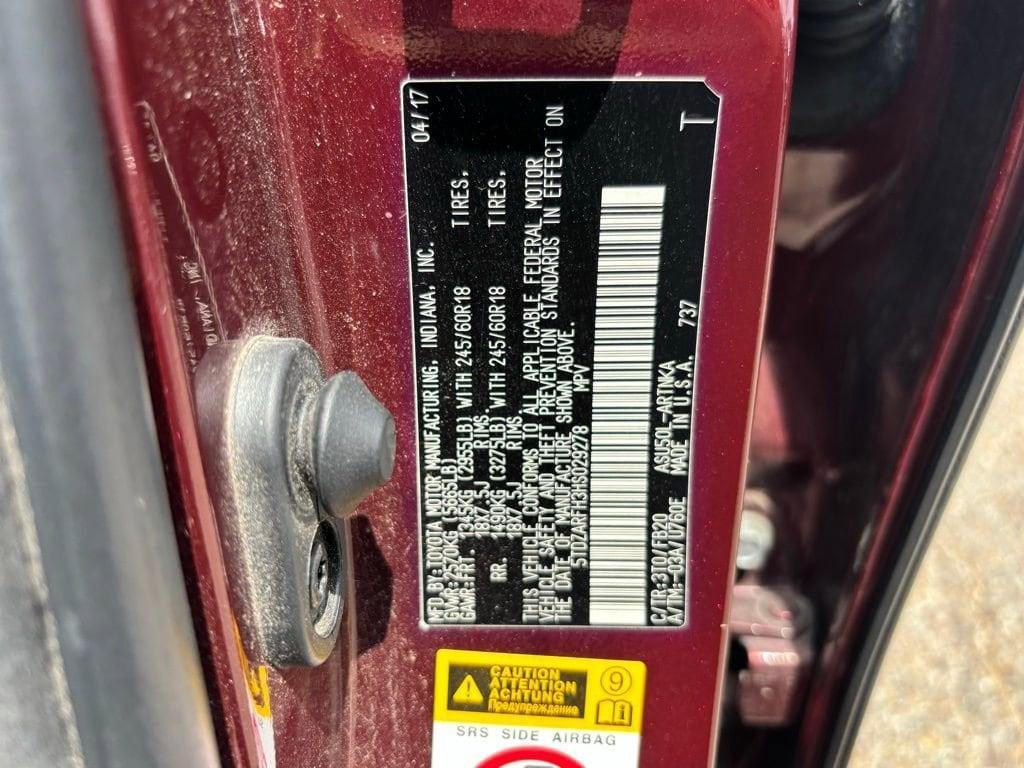 MFD.BY:TOYOTA MOTOR MANUFACTURING, INDIANA, INC. 04/17
GVWR:2570KG (5665LB)
GAWR:FRT. 1345KG (2955LB) WITH 245/60R18 TIRES,
18X7.5J RIMS.
RR. 1490KG (3275LB) WITH 245/60R18 TIRES.
18X7.5J RIMS.
THIS VEHICLE CONFORMS TO ALL APPLICABLE FEDERAL MOTOR
VEHICLE SAFETY AND THEFT PREVENTION STANDARDS IN EFFECT ON
THE DATE OF MANUFACTURE SHOWN ABOVE.
5TDZARFH3HS029278 MPV
C/TR:3T0/FB20 ASU50L-ARTNKA
A/TM:-03A/U760E MADE IN U.S.A. 737 T
CAUTION
ATTENTION
ACHTUNG
Предупреждение
9
SRS SIDE AIRBAG